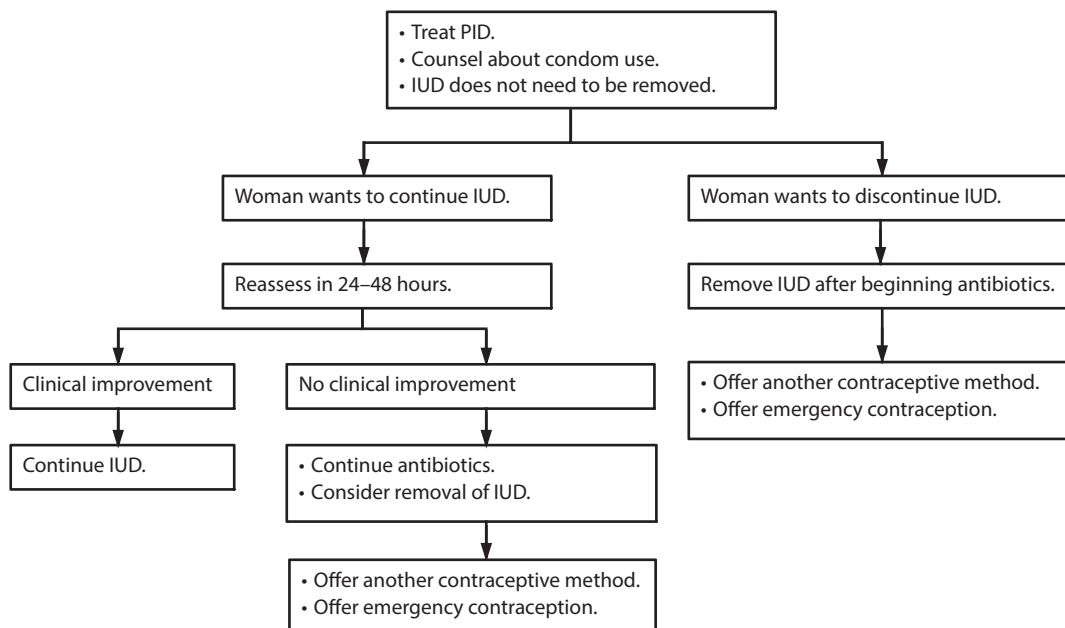 • Treat PID.
• Counsel about condom use.
• IUD does not need to be removed.
Woman wants to continue IUD.
Woman wants to discontinue IUD.
Reassess in 24–48 hours.
Remove IUD after beginning antibiotics.
Clinical improvement
No clinical improvement
• Offer another contraceptive method.
• Offer emergency contraception.
Continue IUD.
• Continue antibiotics.
• Consider removal of IUD.
• Offer another contraceptive method.
• Offer emergency contraception.